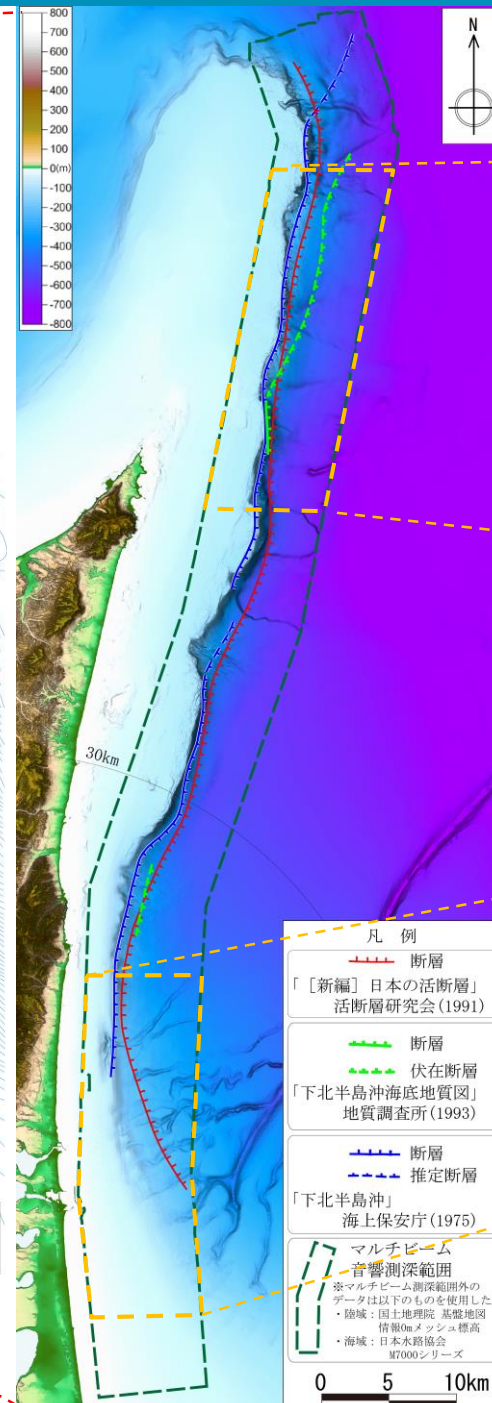 800
700
600
500
400
300
200
100
0(m)
-100
-200
-300
-400
-500
-600
-700
-800
N
30km
凡 例
断層
「［新編］日本の活断層」
活断層研究会(1991)
断層
伏在断層
「下北半島沖海底地質図」
地質調査所(1993)
断層
推定断層
「下北半島沖」
海上保安庁(1975)
マルチビーム
音響測深範囲
※マルチビーム測深範囲外の
データは以下のものを使用した
・陸域：国土地理院 基盤地図
情報0mメッシュ標高
・海域：日本水路協会
M7000シリーズ
0 5 10km